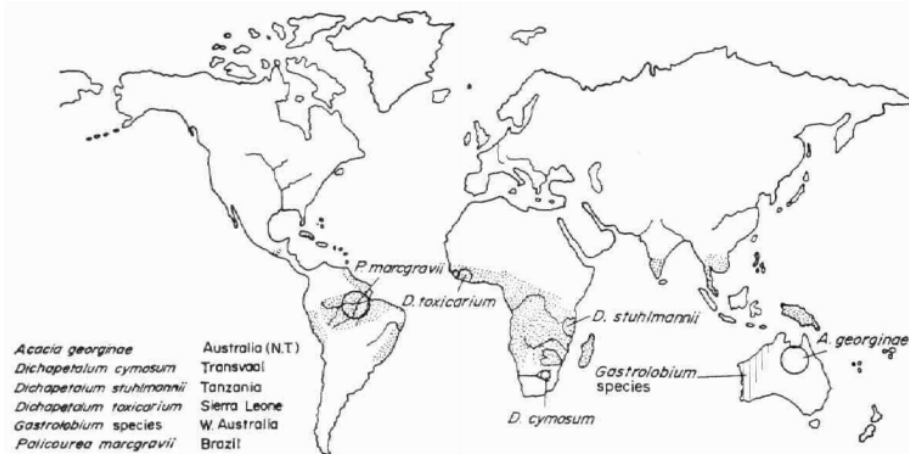 P. marcgravii
D. toxicarium
D. stuhlmannii
A. georginae
Gastrolobium
species
D. cymosum
Acacia georginae Australia (N.T.)
Dichapetalum cymosum Transvaal
Dichapetalum stuhlmannii Tanzania
Dichapetalum toxicarium Sierra Leone
Gastrolobium species W. Australia
Palicourea marcgravii Brazil